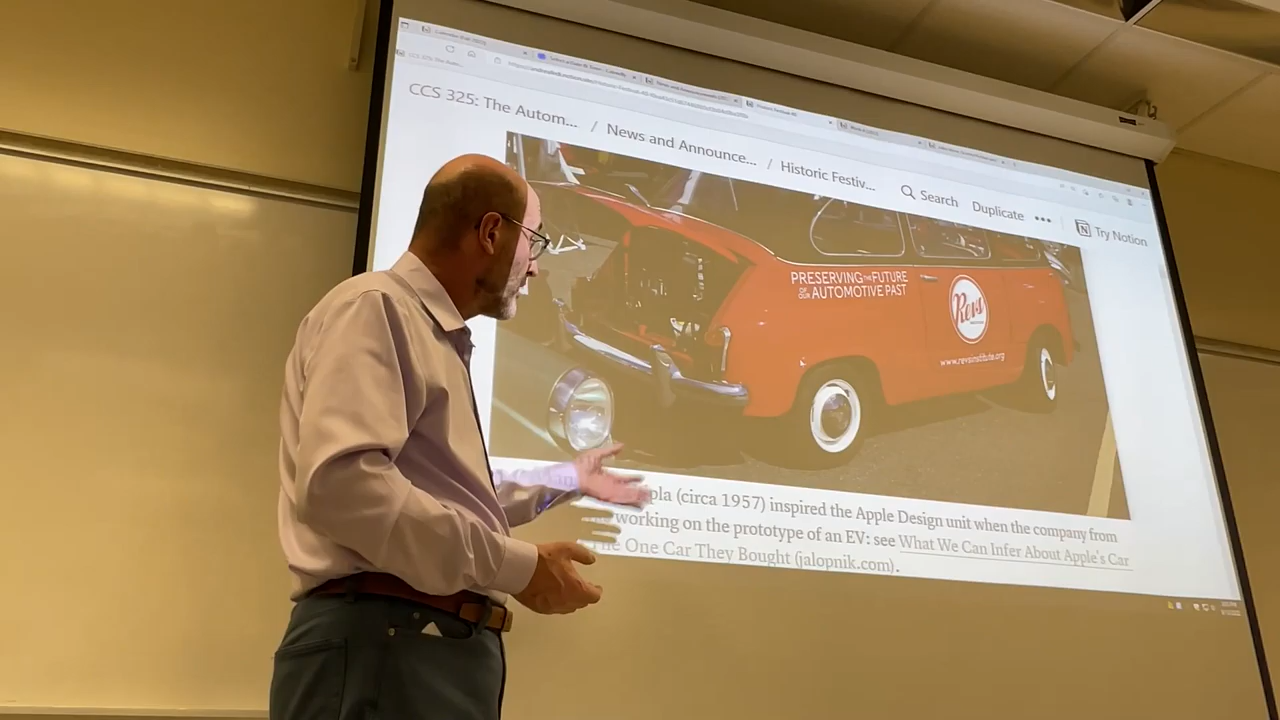 CCS 325: The Autom... / News and Announce... / Historic Festiv...
Search Duplicate ••• Try Notion
PRESERVING THE FUTURE
OF OUR AUTOMOTIVE PAST
Revs
www.revsinstitute.org
pla (circa 1957) inspired the Apple Design unit when the company from
working on the prototype of an EV: see What We Can Infer About Apple's Car
The One Car They Bought (jalopnik.com).